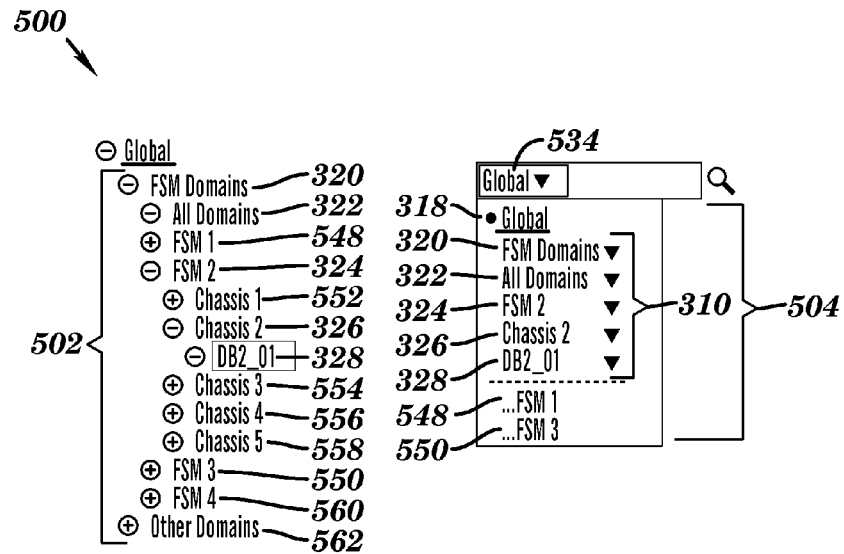 500
Global
FSM Domains 320
All Domains 322
FSM 1 548
FSM 2 324
Chassis 1 552
Chassis 2 326
502
DB2_01 328
Chassis 3 554
Chassis 4 556
Chassis 5 558
FSM 3 550
FSM 4 560
Other Domains 562
534
Global ▼
318 Global
320 FSM Domains ▼
322 All Domains ▼
324 FSM 2 ▼
310 504
326 Chassis 2 ▼
328 DB2_01 ▼
548 ...FSM 1
550 ...FSM 3